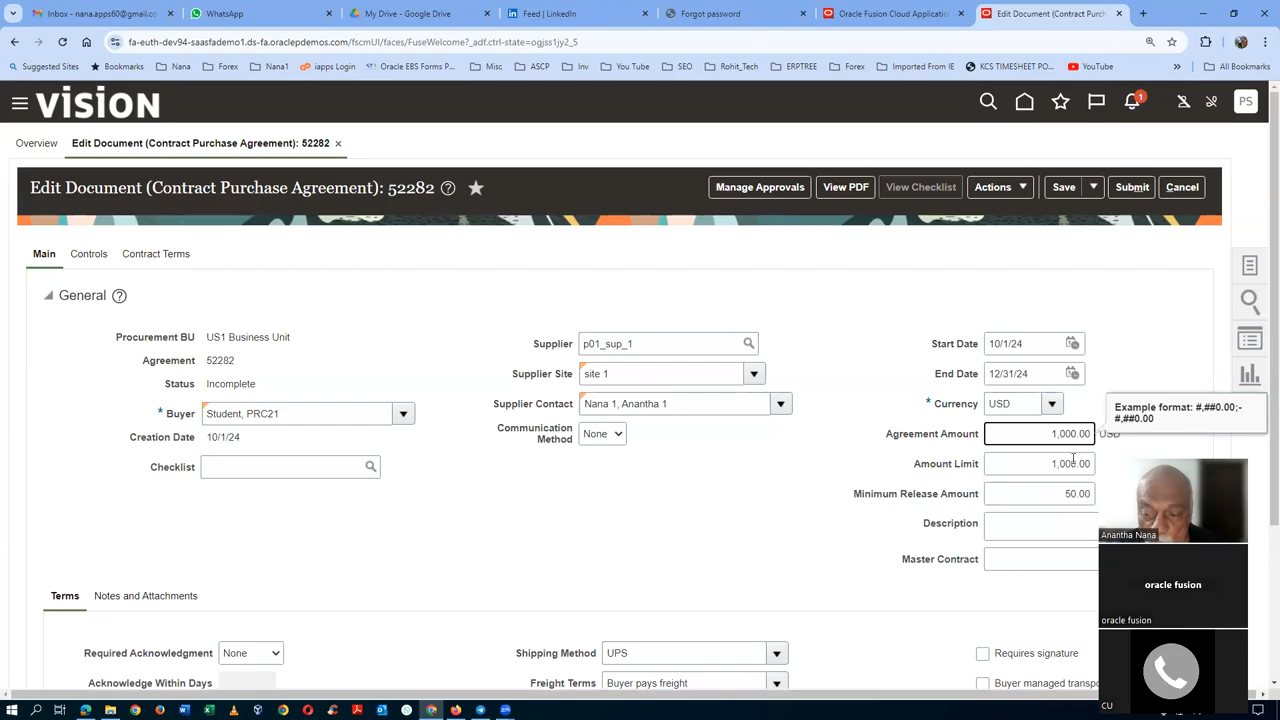 Inbox - nana.apps60@gmail.co
WhatsApp
My Drive - Google Drive
Feed | LinkedIn
Forgot password
Oracle Fusion Cloud Application
Edit Document (Contract Purch
fa-euth-dev94-saasfademo1.ds-fa.oraclepdemos.com/fscmUI/faces/FuseWelcome?_adf.ctrl-state=ogjss1jy2_5
Suggested Sites
Bookmarks
Nana
Forex
Nana1
iapps Login
Oracle EBS Forms P...
Misc
ASCP
Inv
You Tube
SEO
Rohit_Tech
ERPTREE
Forex
Imported From IE
KCS TIMESHEET PO...
YouTube
All Bookmarks
VISION
1
PS
Overview
Edit Document (Contract Purchase Agreement): 52282
Edit Document (Contract Purchase Agreement): 52282
Manage Approvals
View PDF
View Checklist
Actions
Save
Submit
Cancel
Main
Controls
Contract Terms
General
Procurement BU US1 Business Unit
Agreement 52282
Status Incomplete
* Buyer Student, PRC21
Creation Date 10/1/24
Checklist
Supplier p01_sup_1
Supplier Site site 1
Supplier Contact Nana 1, Anantha 1
Communication
Method
None
Start Date 10/1/24
End Date 12/31/24
* Currency USD
Example format: #,##0.00;-
#,##0.00
Agreement Amount 1,000.00 USD
Amount Limit 1,000.00
Minimum Release Amount 50.00
Description
Master Contract
Anantha Nana
oracle fusion
oracle fusion
CU
Terms
Notes and Attachments
Required Acknowledgment None
Acknowledge Within Days
Shipping Method UPS
Freight Terms Buyer pays freight
Requires signature
Buyer managed transpo